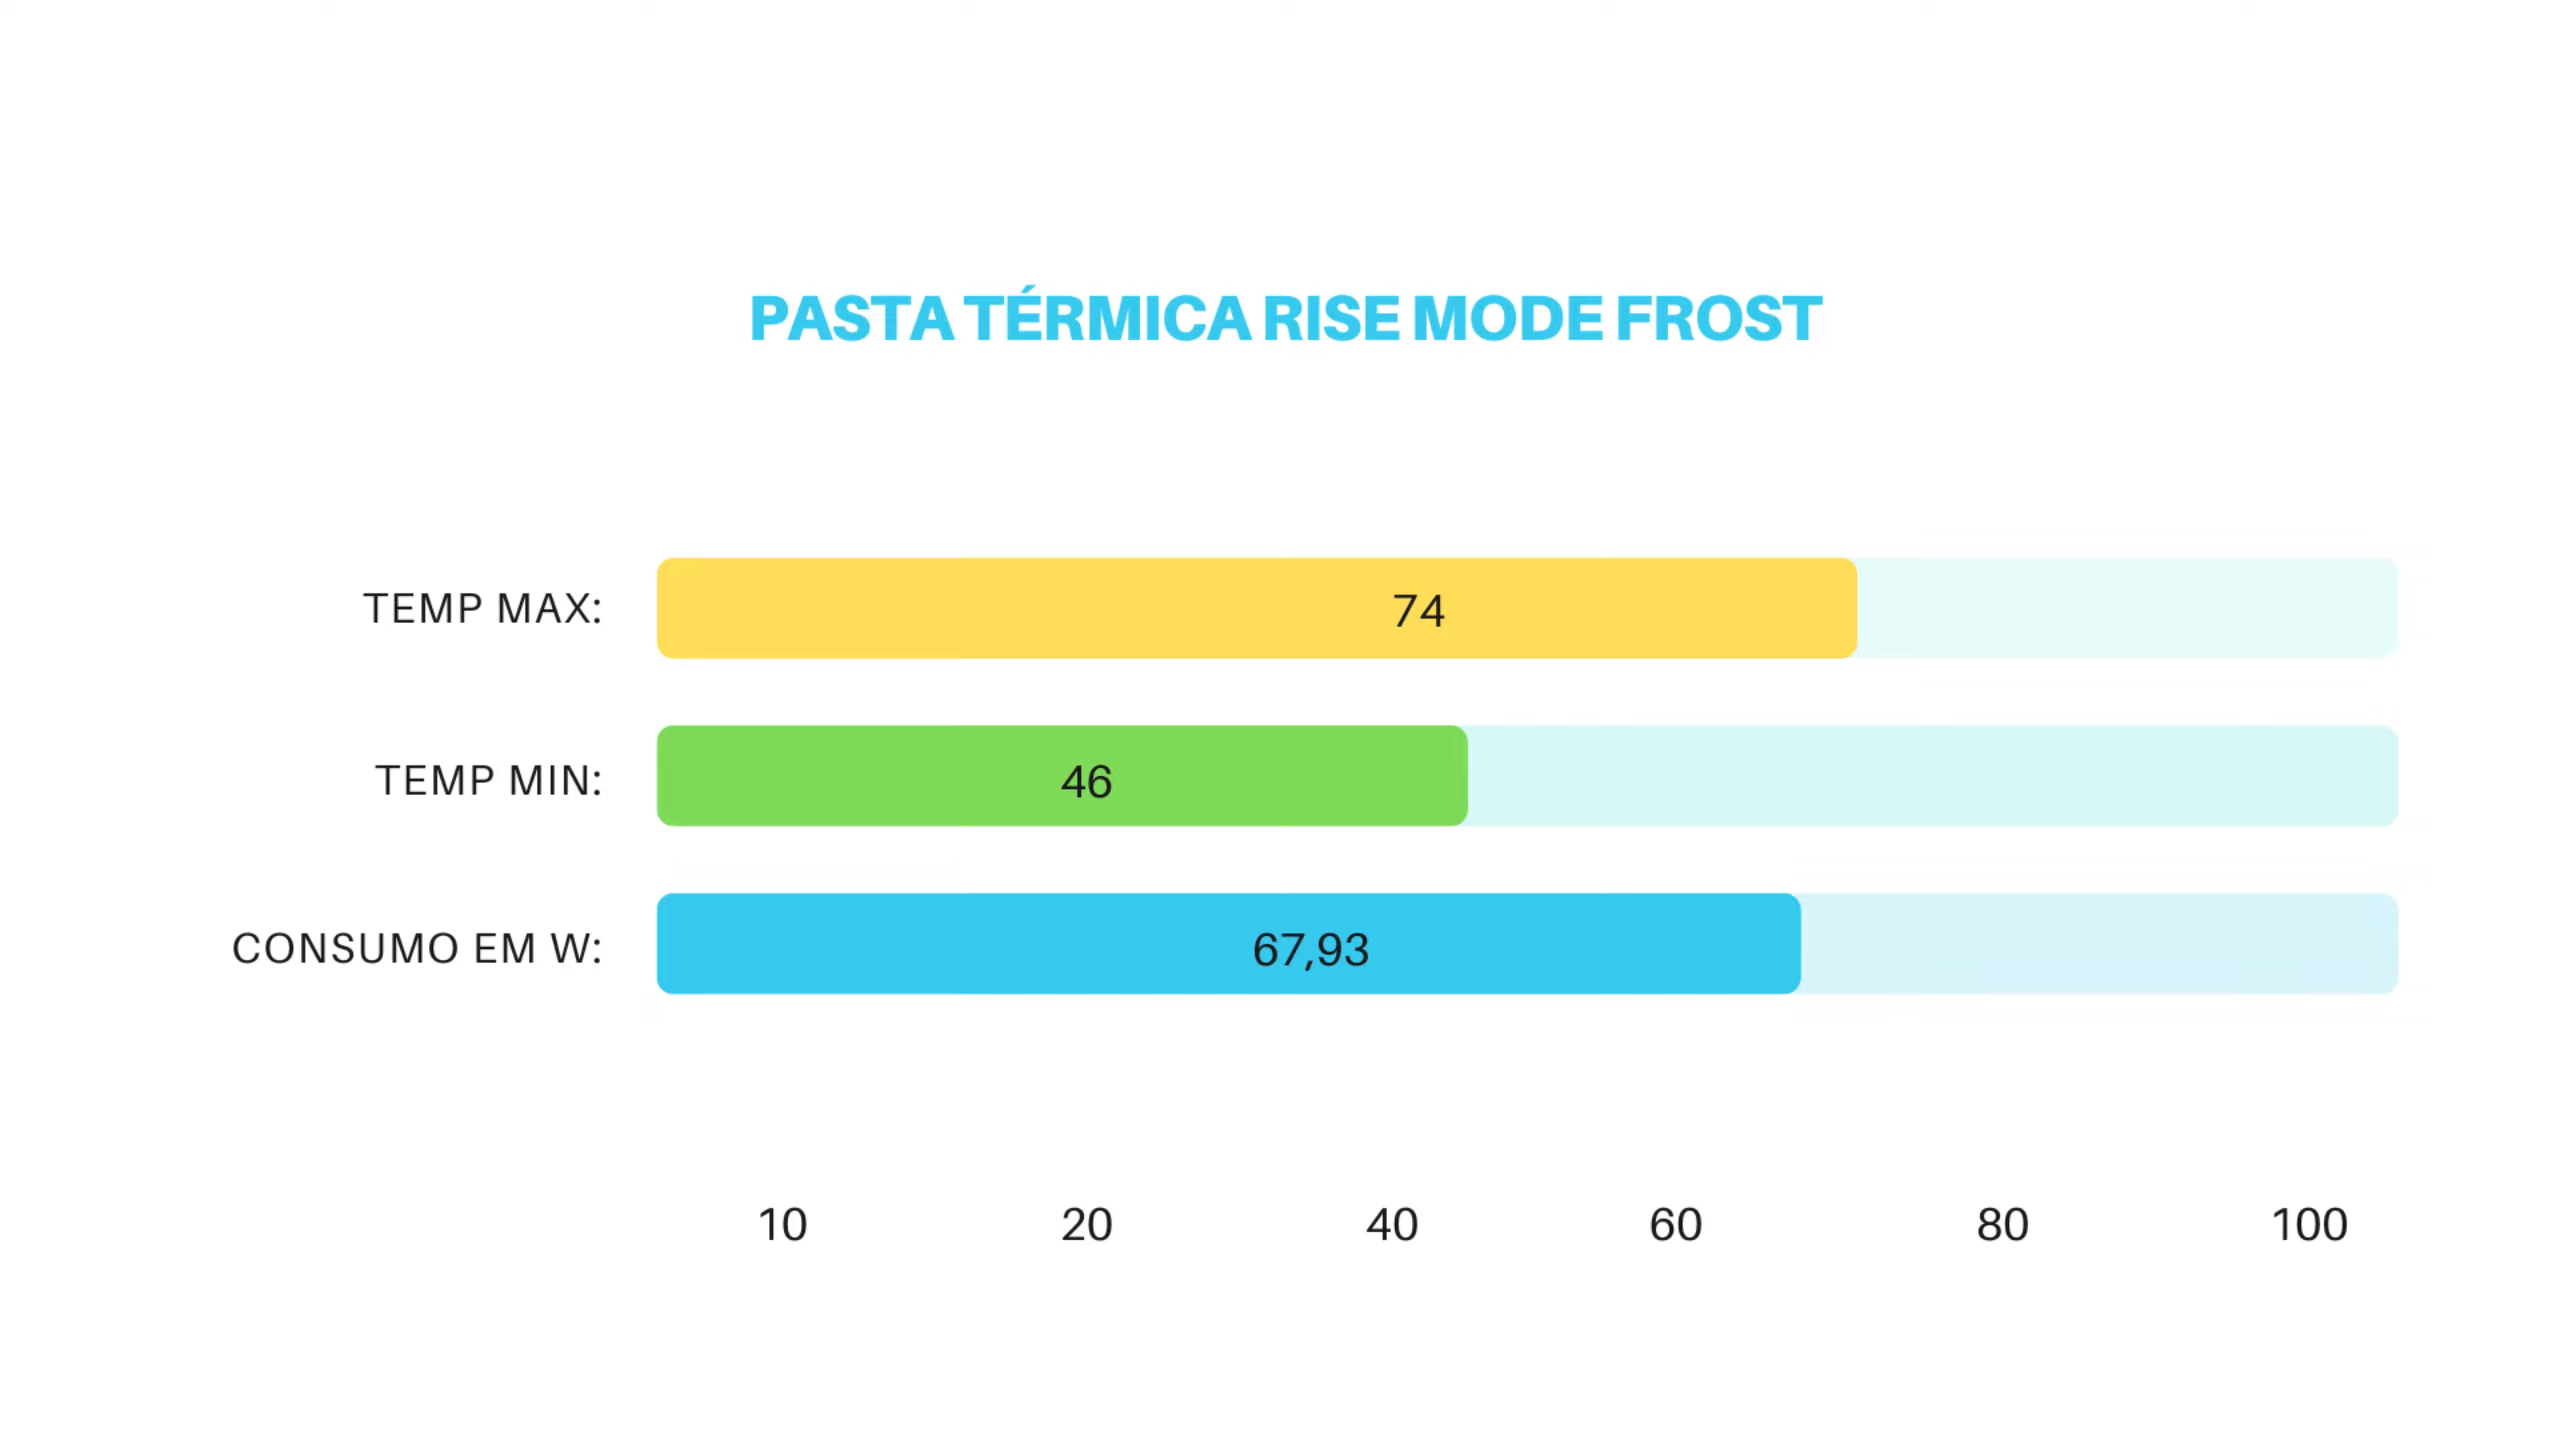 PASTA TÉRMICA RISE MODE FROST
TEMP MAX: 74
TEMP MIN: 46
CONSUMO EM W: 67,93
10 20 40 60 80 100